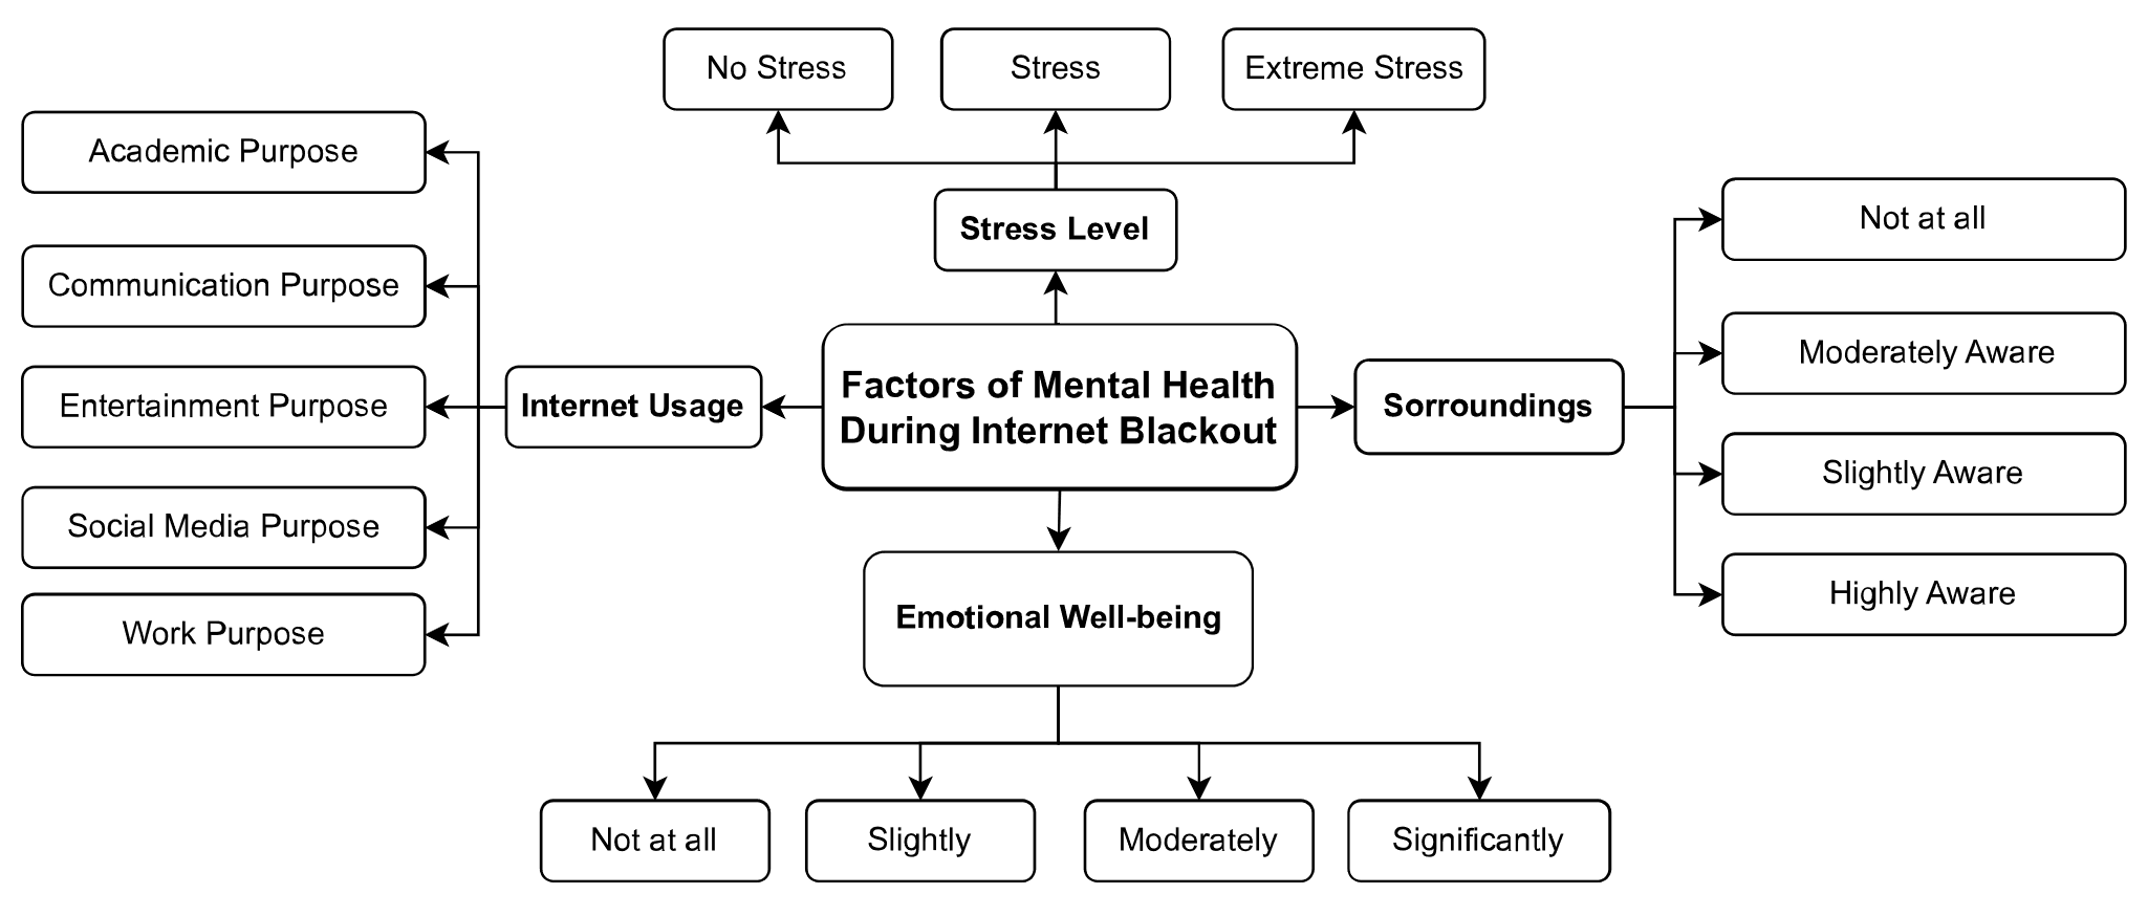 No Stress
Stress
Extreme Stress
Academic Purpose
Communication Purpose
Entertainment Purpose
Social Media Purpose
Work Purpose
Internet Usage
Stress Level
Factors of Mental Health
During Internet Blackout
Sorroundings
Not at all
Moderately Aware
Slightly Aware
Highly Aware
Emotional Well-being
Not at all
Slightly
Moderately
Significantly